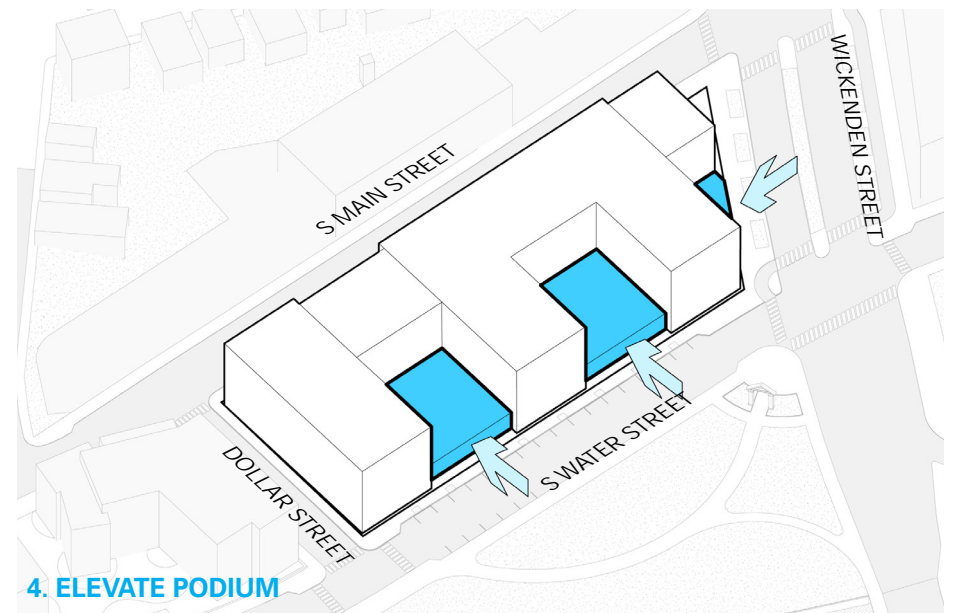 WICKENDEN STREET
S MAIN STREET
S WATER STREET
DOLLAR STREET
4. ELEVATE PODIUM